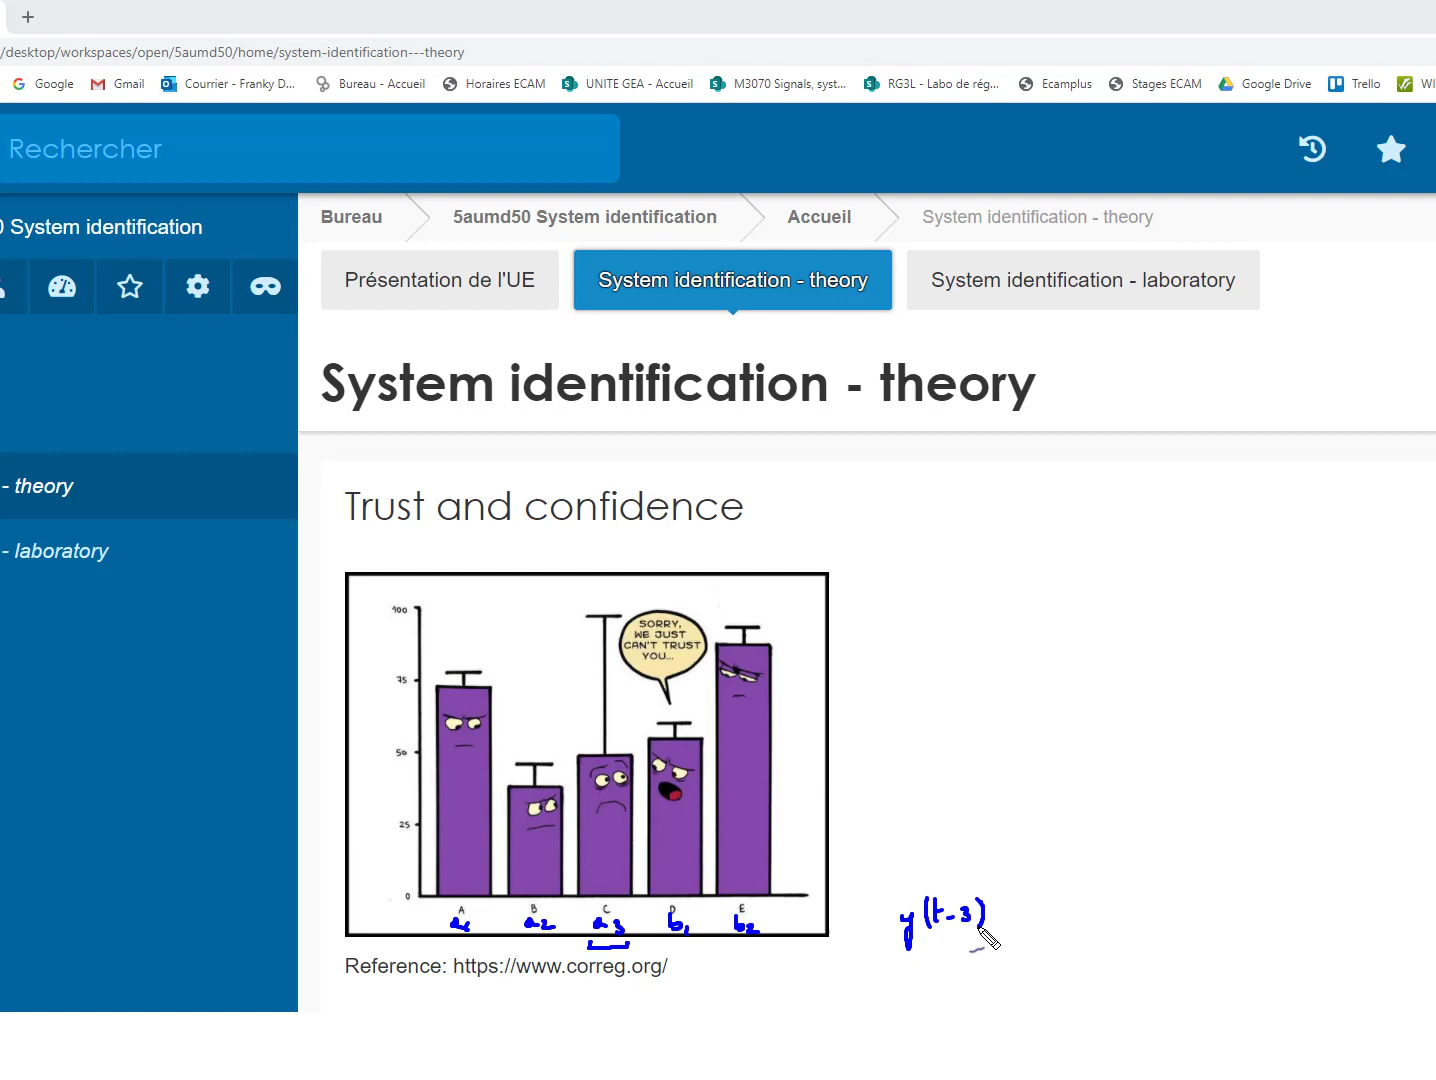 /desktop/workspaces/open/5aumd50/home/system-identification---theory
Google Gmail Courrier - Franky D... Bureau - Accueil Horaires ECAM UNITE GEA - Accueil M3070 Signals, syst... RG3L - Labo de rég... Ecamplus Stages ECAM Google Drive Trello WI
Rechercher
System identification
Bureau 5aumd50 System identification Accueil System identification - theory
Présentation de l'UE System identification - theory System identification - laboratory
System identification - theory
- theory
- laboratory
Trust and confidence
SORRY,
WE JUST
CAN'T TRUST
YOU...
100
75
50
25
0
A B C D E
a1 a2 a3 b1 b2
y(t-3)
Reference: https://www.correg.org/